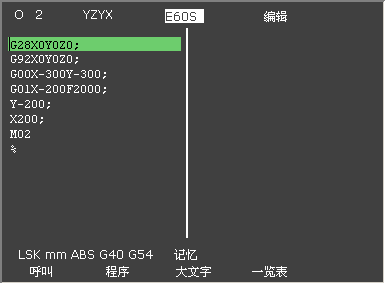 O 2 YZYX E60S 编辑
G28X0Y0Z0;
G92X0Y0Z0;
G00X-300Y-300;
G01X-200F2000;
Y-200;
X200;
M02
%
LSK mm ABS G40 G54 记忆
呼叫 程序 大文字 一览表